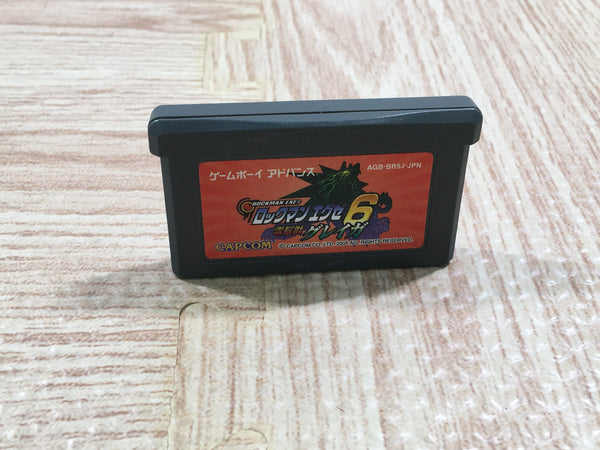 ゲームボーイ アドバンス
AGB-BR5J-JPN
ROCKMAN EXE
ロックマン エグゼ 6
電脳獣 グレイガ
CAPCOM
© CAPCOM CO., LTD. 2005 ALL RIGHTS RESERVED.